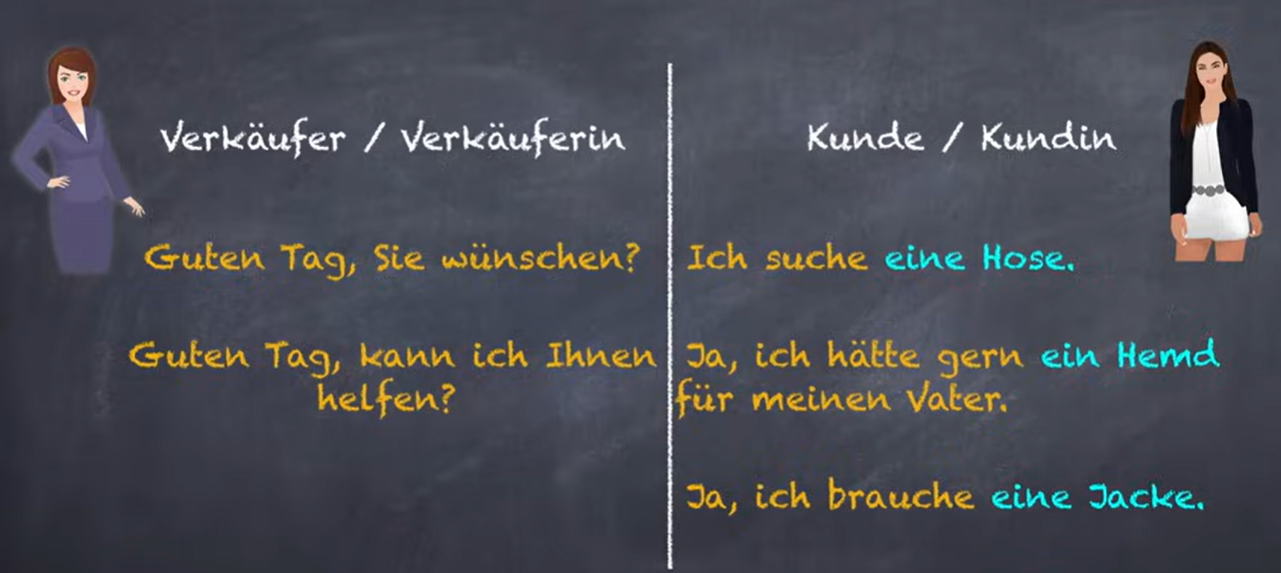 Verkäufer / Verkäuferin
Guten Tag, Sie wünschen?
Guten Tag, kann ich Ihnen
helfen?
Kunde / Kundin
Ich suche eine Hose.
Ja, ich hätte gern ein Hemd
für meinen Vater.
Ja, ich brauche eine Jacke.